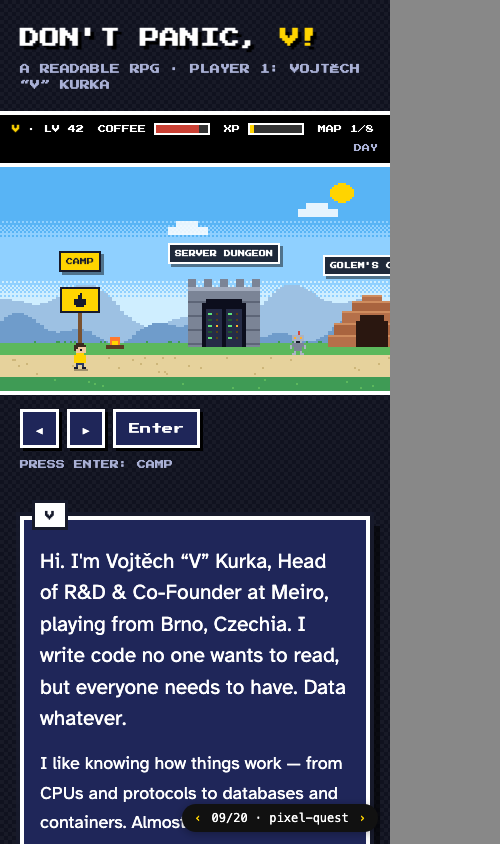 DON'T PANIC, V!
A READABLE RPG · PLAYER 1: VOJTĚCH
“V” KURKA
V · LV 42 COFFEE XP MAP 1/8
DAY
CAMP
SERVER DUNGEON
GOLEM'S
◂ ▸ Enter
PRESS ENTER: CAMP
V
Hi. I'm Vojtěch “V” Kurka, Head
of R&D & Co-Founder at Meiro,
playing from Brno, Czechia. I
write code no one wants to read,
but everyone needs to have. Data
whatever.
I like knowing how things work — from
CPUs and protocols to databases and
containers. Almost
‹ 09/20 · pixel-quest ›